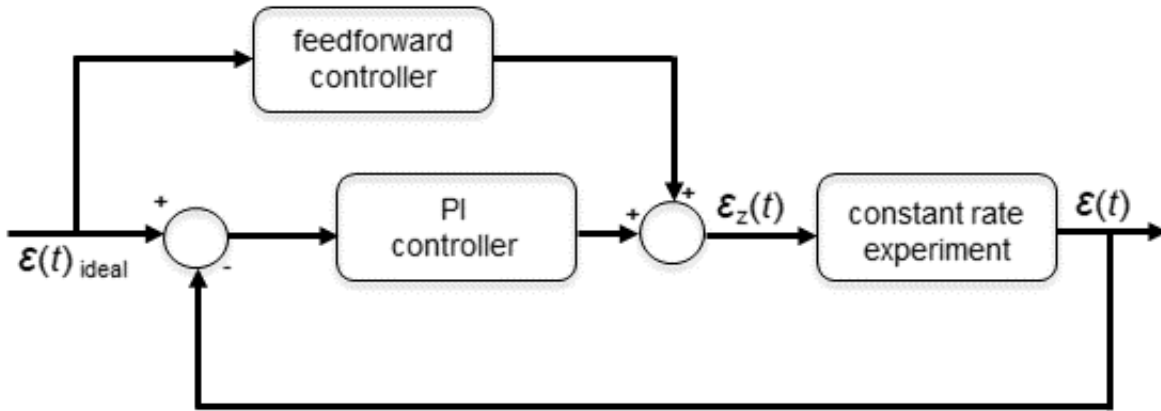 feedforward
controller
+
PI
controller
+
+
ε_z(t)
constant rate
experiment
ε(t)
ε(t) ideal
-